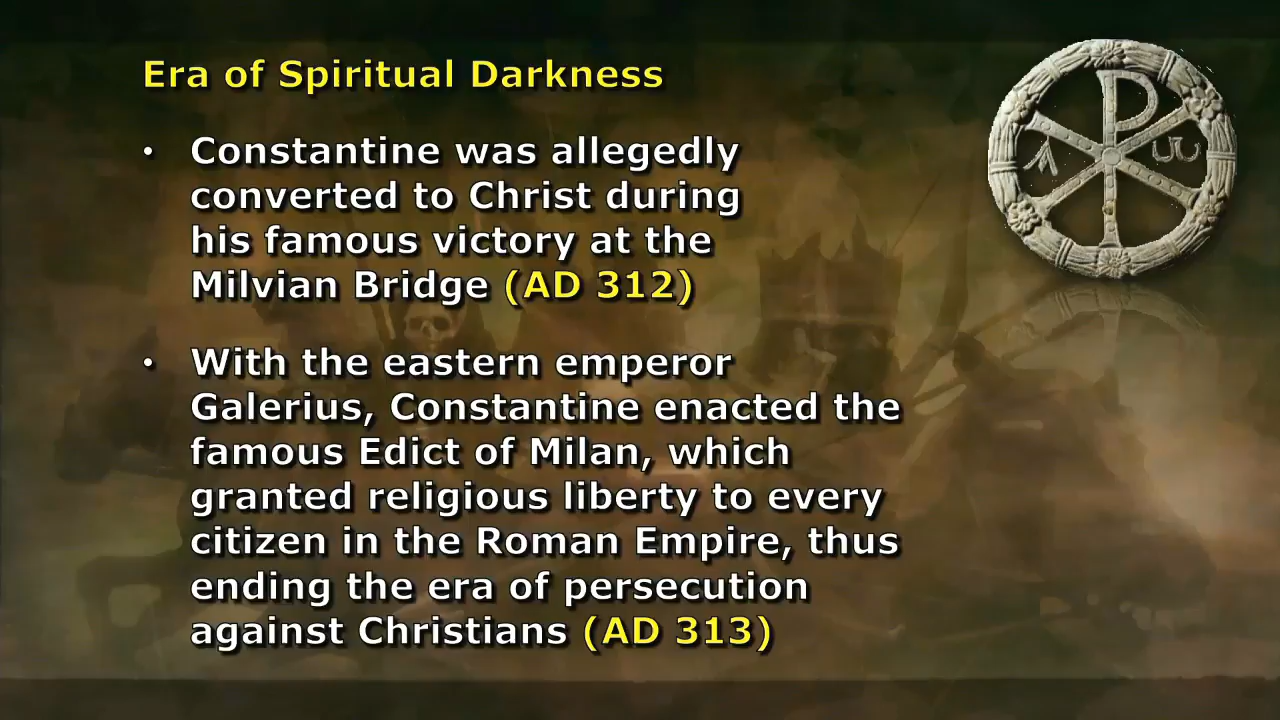 Era of Spiritual Darkness
• Constantine was allegedly
converted to Christ during
his famous victory at the
Milvian Bridge (AD 312)
• With the eastern emperor
Galerius, Constantine enacted the
famous Edict of Milan, which
granted religious liberty to every
citizen in the Roman Empire, thus
ending the era of persecution
against Christians (AD 313)